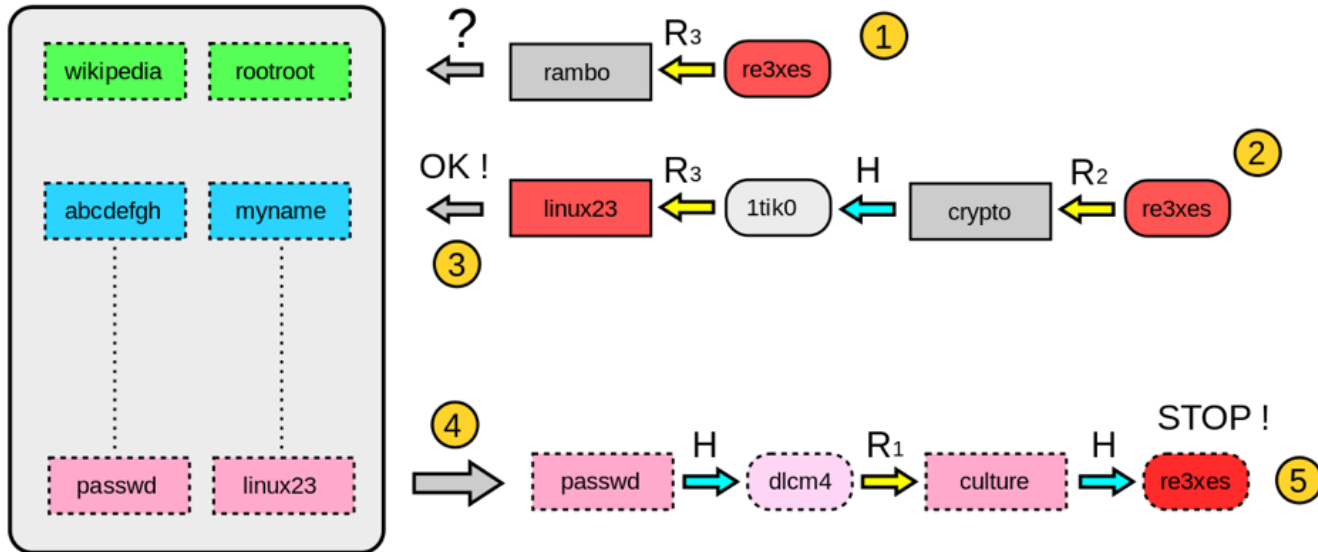 wikipedia rootroot
? rambo R3 re3xes 1
abcdefgh myname
OK ! linux23 R3 1tik0 H crypto R2 re3xes 2
3
4 STOP !
passwd linux23
passwd H dlcm4 R1 culture H re3xes 5